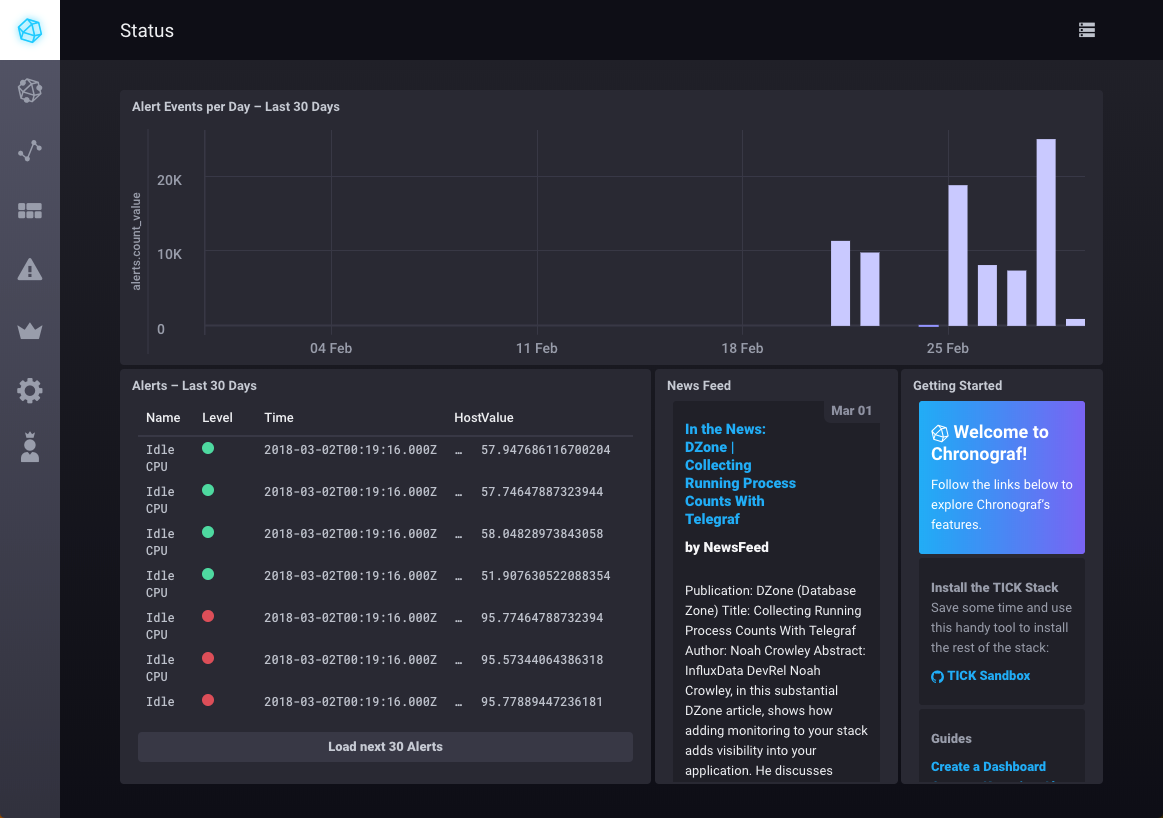 Status
Alert Events per Day – Last 30 Days
alerts.count_value
20K
10K
0
04 Feb
11 Feb
18 Feb
25 Feb
Alerts – Last 30 Days
Name Level Time HostValue
Idle CPU 2018-03-02T00:19:16.000Z … 57.947686116700204
Idle CPU 2018-03-02T00:19:16.000Z … 57.74647887323944
Idle CPU 2018-03-02T00:19:16.000Z … 58.04828973843058
Idle CPU 2018-03-02T00:19:16.000Z … 51.907630522088354
Idle CPU 2018-03-02T00:19:16.000Z … 95.77464788732394
Idle CPU 2018-03-02T00:19:16.000Z … 95.57344064386318
Idle 2018-03-02T00:19:16.000Z … 95.77889447236181
Load next 30 Alerts
News Feed
Mar 01
In the News:
DZone |
Collecting
Running Process
Counts With
Telegraf
by NewsFeed
Publication: DZone (Database
Zone) Title: Collecting Running
Process Counts With Telegraf
Author: Noah Crowley Abstract:
InfluxData DevRel Noah
Crowley, in this substantial
DZone article, shows how
adding monitoring to your stack
adds visibility into your
application. He discusses
Getting Started
Welcome to
Chronograf!
Follow the links below to
explore Chronograf's
features.
Install the TICK Stack
Save some time and use
this handy tool to install
the rest of the stack:
TICK Sandbox
Guides
Create a Dashboard